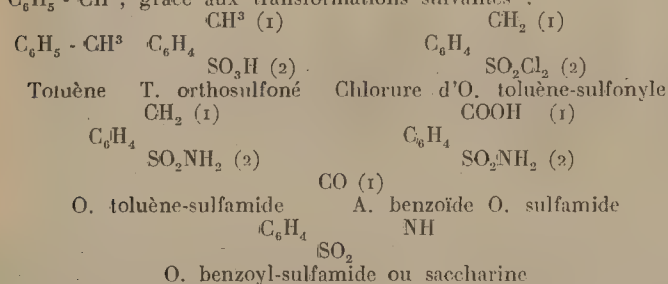 C₆H₅ - CH³, grâce aux transformations suivantes :
CH³ (1) CH₂ (1)
C₆H₅ - CH³ C₆H₄ C₆H₄
SO₃H (2) SO₂Cl₂ (2)
Toluène T. orthosulfoné Chlorure d'O. toluène-sulfonyle
CH₂ (1) COOH (1)
C₆H₄ C₆H₄
SO₂NH₂ (2) SO₂NH₂ (2)
CO (1)
O. toluène-sulfamide A. benzoïde O. sulfamide
C₆H₄ NH
SO₂
O. benzoyl-sulfamide ou saccharine